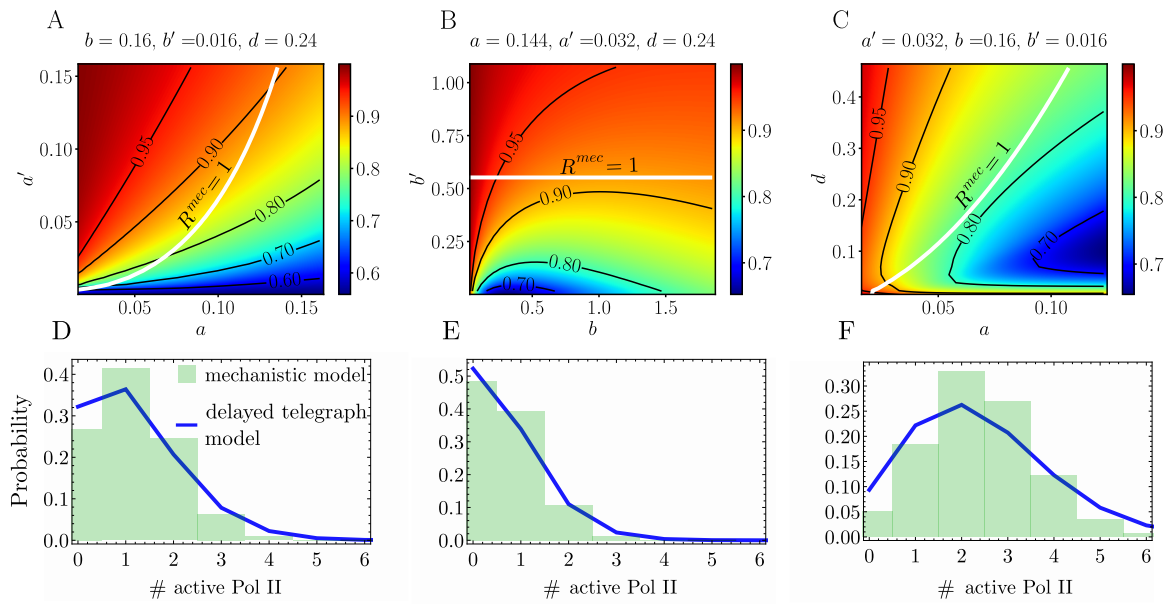 A
B
C
b = 0.16, b′ =0.016, d = 0.24
a = 0.144, a′ =0.032, d = 0.24
a′ = 0.032, b =0.16, b′ = 0.016
0.15
0.10
0.05
a′
0.95
0.90
R^mec = 1
0.80
0.70
0.60
0.05
0.10
0.15
a
0.9
0.8
0.7
0.6
1.00
0.75
0.50
0.25
b′
0.95
R^mec = 1
0.90
0.80
0.70
0.5
1.0
1.5
b
0.9
0.8
0.7
0.4
0.3
0.2
0.1
d
0.95
0.90
R^mec = 1
0.80
0.70
0.05
0.10
a
0.9
0.8
0.7
D
E
F
Probability
0.4
0.3
0.2
0.1
0.0
mechanistic model
delayed telegraph
model
0 1 2 3 4 5 6
# active Pol II
0.5
0.4
0.3
0.2
0.1
0.0
0 1 2 3 4 5 6
# active Pol II
0.30
0.25
0.20
0.15
0.10
0.05
0.00
0 1 2 3 4 5 6
# active Pol II